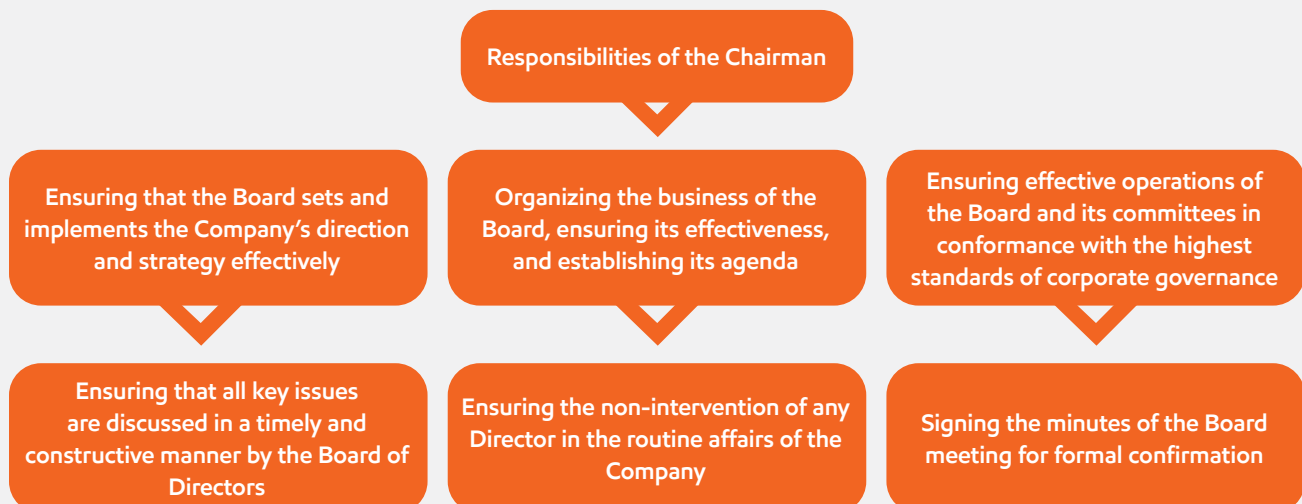 Responsibilities of the Chairman
Ensuring that the Board sets and
implements the Company's direction
and strategy effectively
Organizing the business of the
Board, ensuring its effectiveness,
and establishing its agenda
Ensuring effective operations of
the Board and its committees in
conformance with the highest
standards of corporate governance
Ensuring that all key issues
are discussed in a timely and
constructive manner by the Board of
Directors
Ensuring the non-intervention of any
Director in the routine affairs of the
Company
Signing the minutes of the Board
meeting for formal confirmation